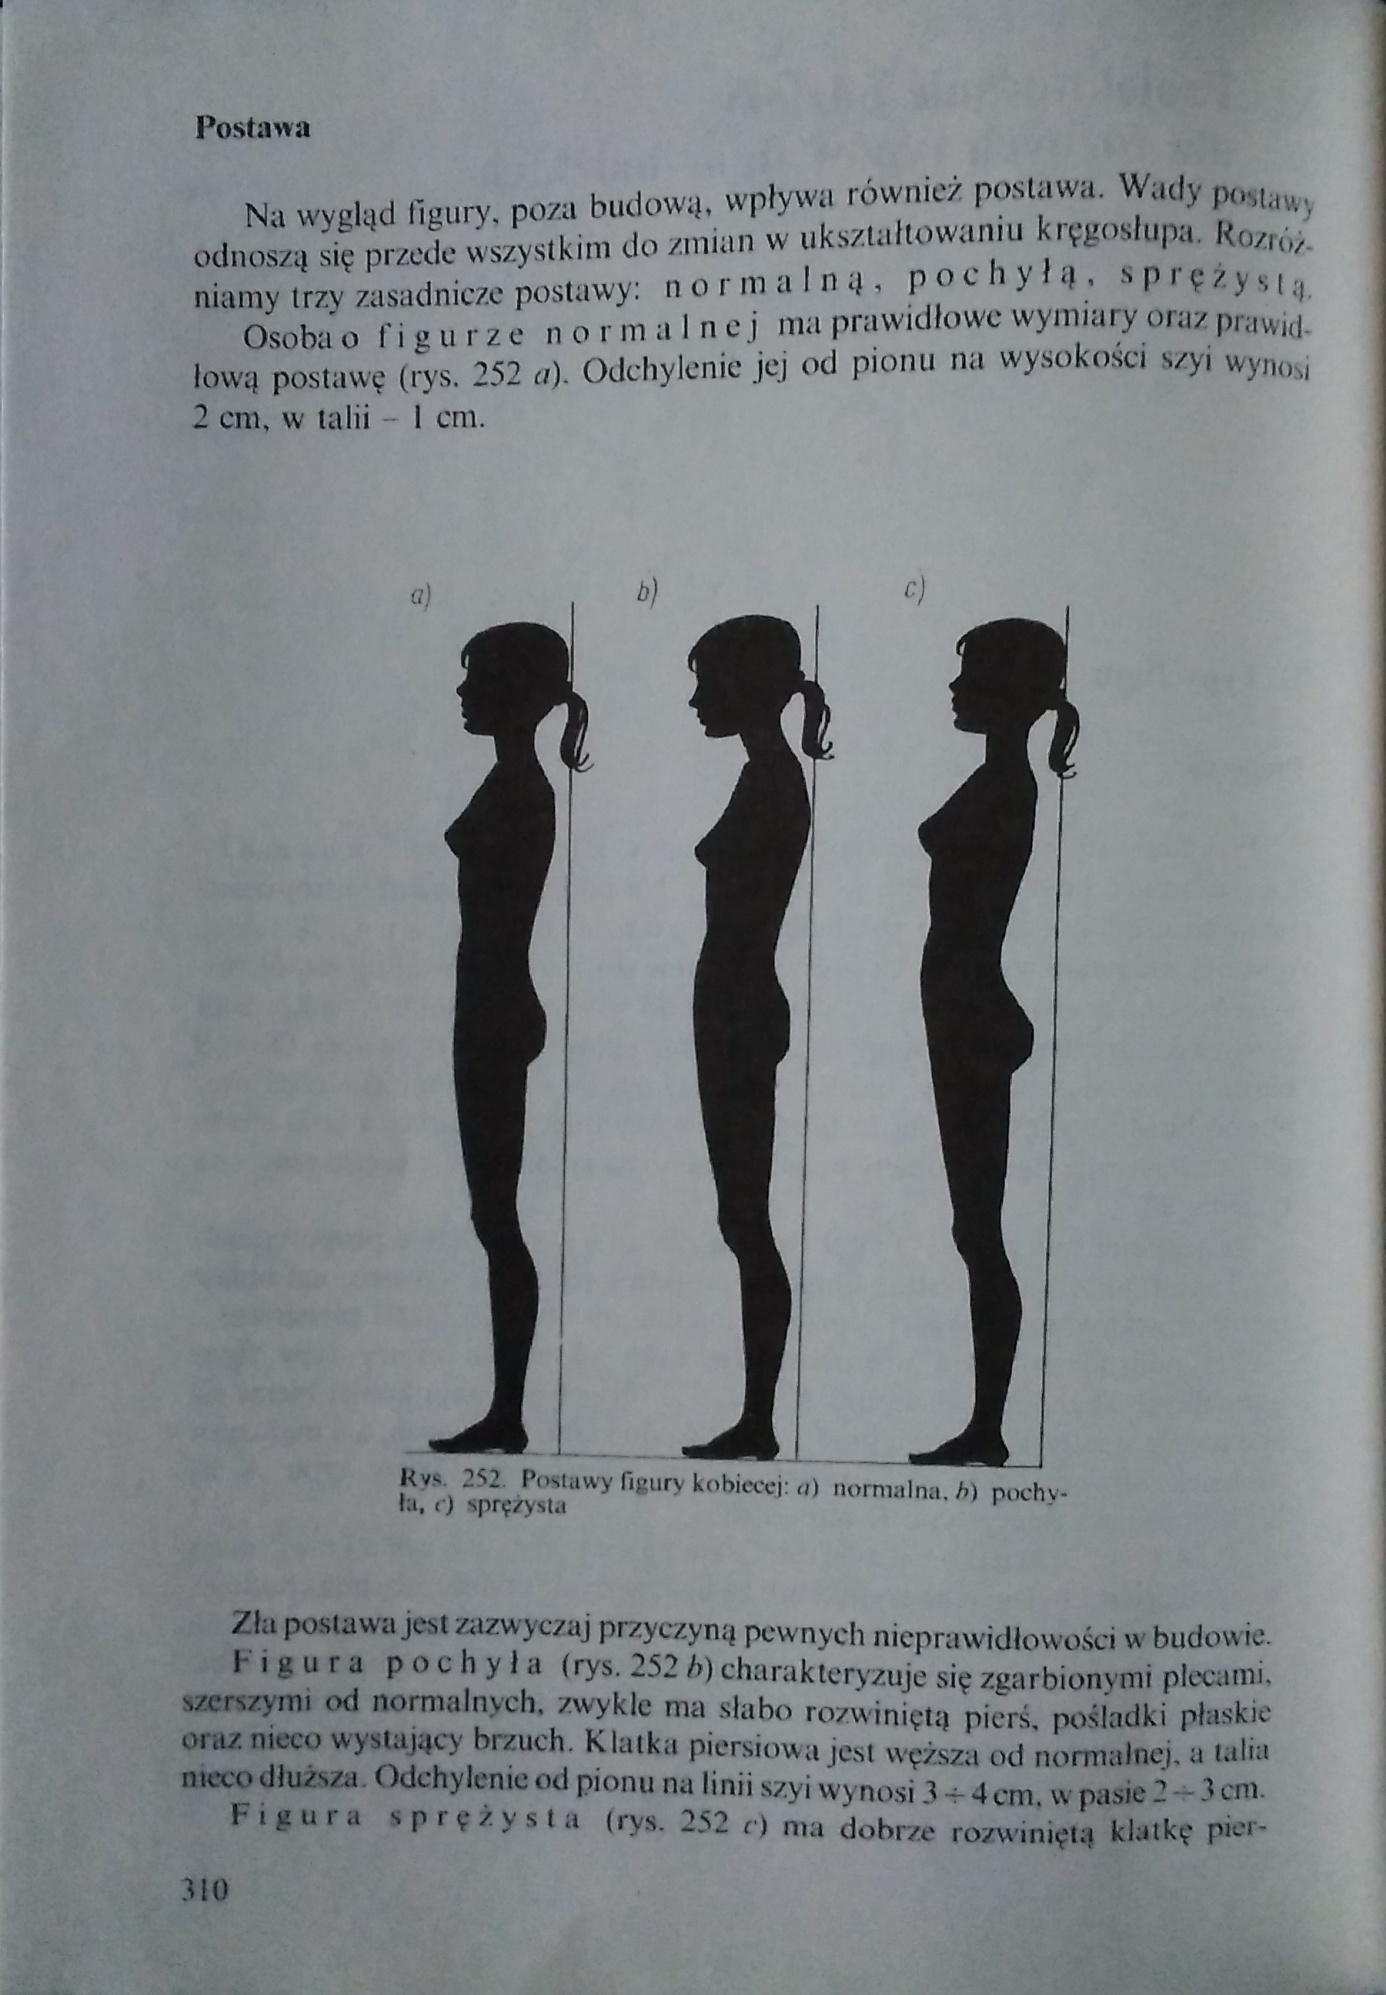 Postawa
Na wygląd figury, poza budową, wpływa również postawa. Wady postawy
odnoszą się przede wszystkim do zmian w ukształtowaniu kręgosłupa. Rozróż-
niamy trzy zasadnicze postawy: normalną, pochyłą, sprężystą.
Osoba o figurze normalnej ma prawidłowe wymiary oraz prawid-
łową postawę (rys. 252 a). Odchylenie jej od pionu na wysokości szyi wynosi
2 cm, w talii – 1 cm.
a) b) c)
Rys. 252. Postawy figury kobiecej: a) normalna, b) pochy-
ła, c) sprężysta
Zła postawa jest zazwyczaj przyczyną pewnych nieprawidłowości w budowie.
Figura pochyła (rys. 252 b) charakteryzuje się zgarbionymi plecami,
szerszymi od normalnych, zwykle ma słabo rozwiniętą pierś, pośladki płaskie
oraz nieco wystający brzuch. Klatka piersiowa jest węższa od normalnej, a talia
nieco dłuższa. Odchylenie od pionu na linii szyi wynosi 3 ÷ 4 cm, w pasie 2 ÷ 3 cm.
Figura sprężysta (rys. 252 c) ma dobrze rozwiniętą klatkę pier-
310